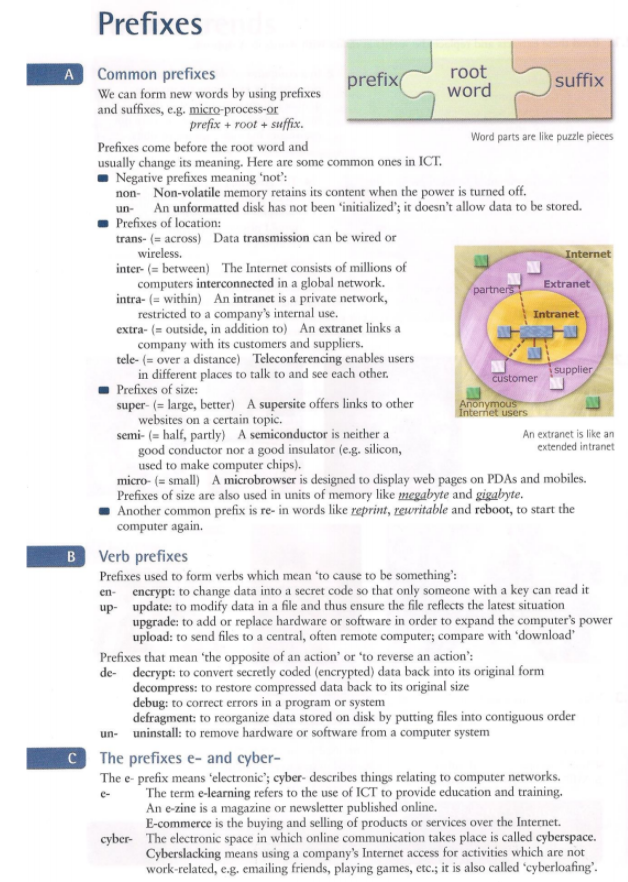 Prefixes
A
Common prefixes
We can form new words by using prefixes
and suffixes, e.g. micro-process-or
prefix + root + suffix.
prefix
root
word
suffix
Word parts are like puzzle pieces
Prefixes come before the root word and
usually change its meaning. Here are some common ones in ICT.
Negative prefixes meaning 'not':
non- Non-volatile memory retains its content when the power is turned off.
un- An unformatted disk has not been 'initialized'; it doesn't allow data to be stored.
Prefixes of location:
trans- (= across) Data transmission can be wired or
wireless.
inter- (= between) The Internet consists of millions of
computers interconnected in a global network.
intra- (= within) An intranet is a private network,
restricted to a company's internal use.
extra- (= outside, in addition to) An extranet links a
company with its customers and suppliers.
tele- (= over a distance) Teleconferencing enables users
in different places to talk to and see each other.
Internet
partners
Extranet
Intranet
customer
supplier
Anonymous
Internet users
An extranet is like an
extended intranet
Prefixes of size:
super- (= large, better) A supersite offers links to other
websites on a certain topic.
semi- (= half, partly) A semiconductor is neither a
good conductor nor a good insulator (e.g. silicon,
used to make computer chips).
micro- (= small) A microbrowser is designed to display web pages on PDAs and mobiles.
Prefixes of size are also used in units of memory like megabyte and gigabyte.
Another common prefix is re- in words like reprint, rewritable and reboot, to start the
computer again.
B
Verb prefixes
Prefixes used to form verbs which mean 'to cause to be something':
en- encrypt: to change data into a secret code so that only someone with a key can read it
up- update: to modify data in a file and thus ensure the file reflects the latest situation
upgrade: to add or replace hardware or software in order to expand the computer's power
upload: to send files to a central, often remote computer; compare with 'download'
Prefixes that mean 'the opposite of an action' or 'to reverse an action':
de- decrypt: to convert secretly coded (encrypted) data back into its original form
decompress: to restore compressed data back to its original size
debug: to correct errors in a program or system
defragment: to reorganize data stored on disk by putting files into contiguous order
un- uninstall: to remove hardware or software from a computer system
C
The prefixes e- and cyber-
The e- prefix means 'electronic'; cyber- describes things relating to computer networks.
e- The term e-learning refers to the use of ICT to provide education and training.
An e-zine is a magazine or newsletter published online.
E-commerce is the buying and selling of products or services over the Internet.
cyber- The electronic space in which online communication takes place is called cyberspace.
Cyberslacking means using a company's Internet access for activities which are not
work-related, e.g. emailing friends, playing games, etc.; it is also called 'cyberloafing'.